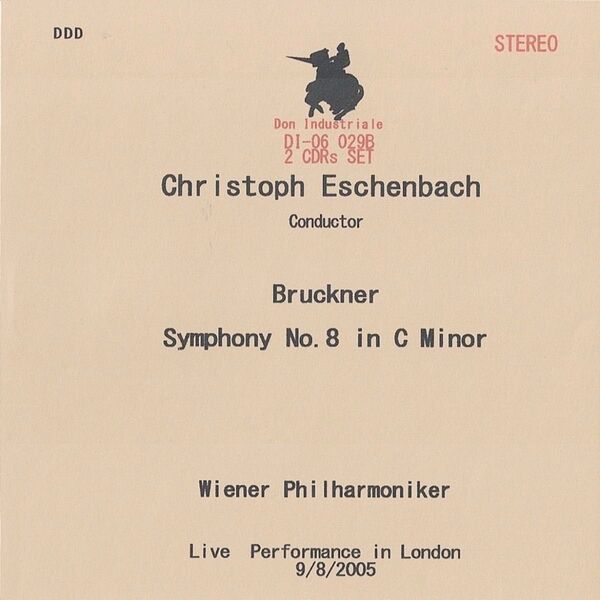 DDD
STEREO
Don Industriale
DI-06 029B
2 CDRs SET
Christoph Eschenbach
Conductor
Bruckner
Symphony No.8 in C Minor
Wiener Philharmoniker
Live Performance in London
9/8/2005